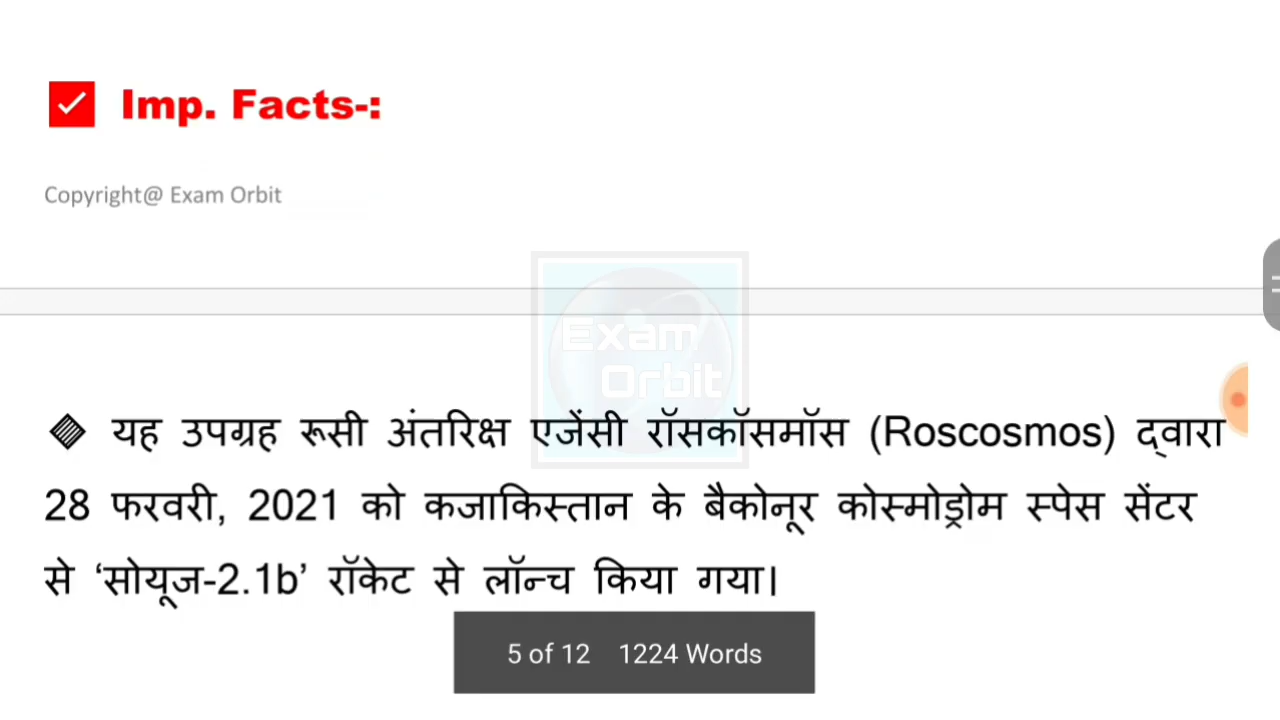 Imp. Facts-:
Copyright@ Exam Orbit
Exam
Orbit
यह उपग्रह रूसी अंतरिक्ष एजेंसी रॉसकॉसमॉस (Roscosmos) द्वारा
28 फरवरी, 2021 को कजाकिस्तान के बैकोनूर कोस्मोड्रोम स्पेस सेंटर
से ‘सोयूज-2.1b’ रॉकेट से लॉन्च किया गया।
5 of 12 1224 Words